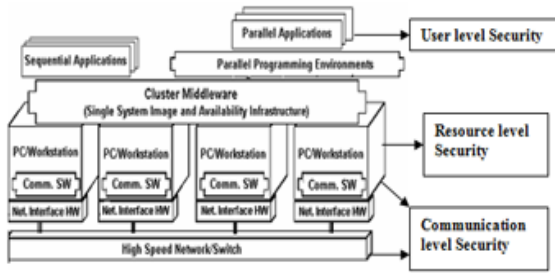 Parallel Applications
User level Security
Sequential Applications
Parallel Programming Environments
Cluster Middleware
(Single System Image and Availability Infrastructure)
PC/Workstation
PC/Workstation
PC/Workstation
PC/Workstation
Resource level
Security
Comm. SW
Comm. SW
Comm. SW
Comm. SW
Net. Interface HW
Net. Interface HW
Net. Interface HW
Net. Interface HW
Communication
level Security
High Speed Network/Switch